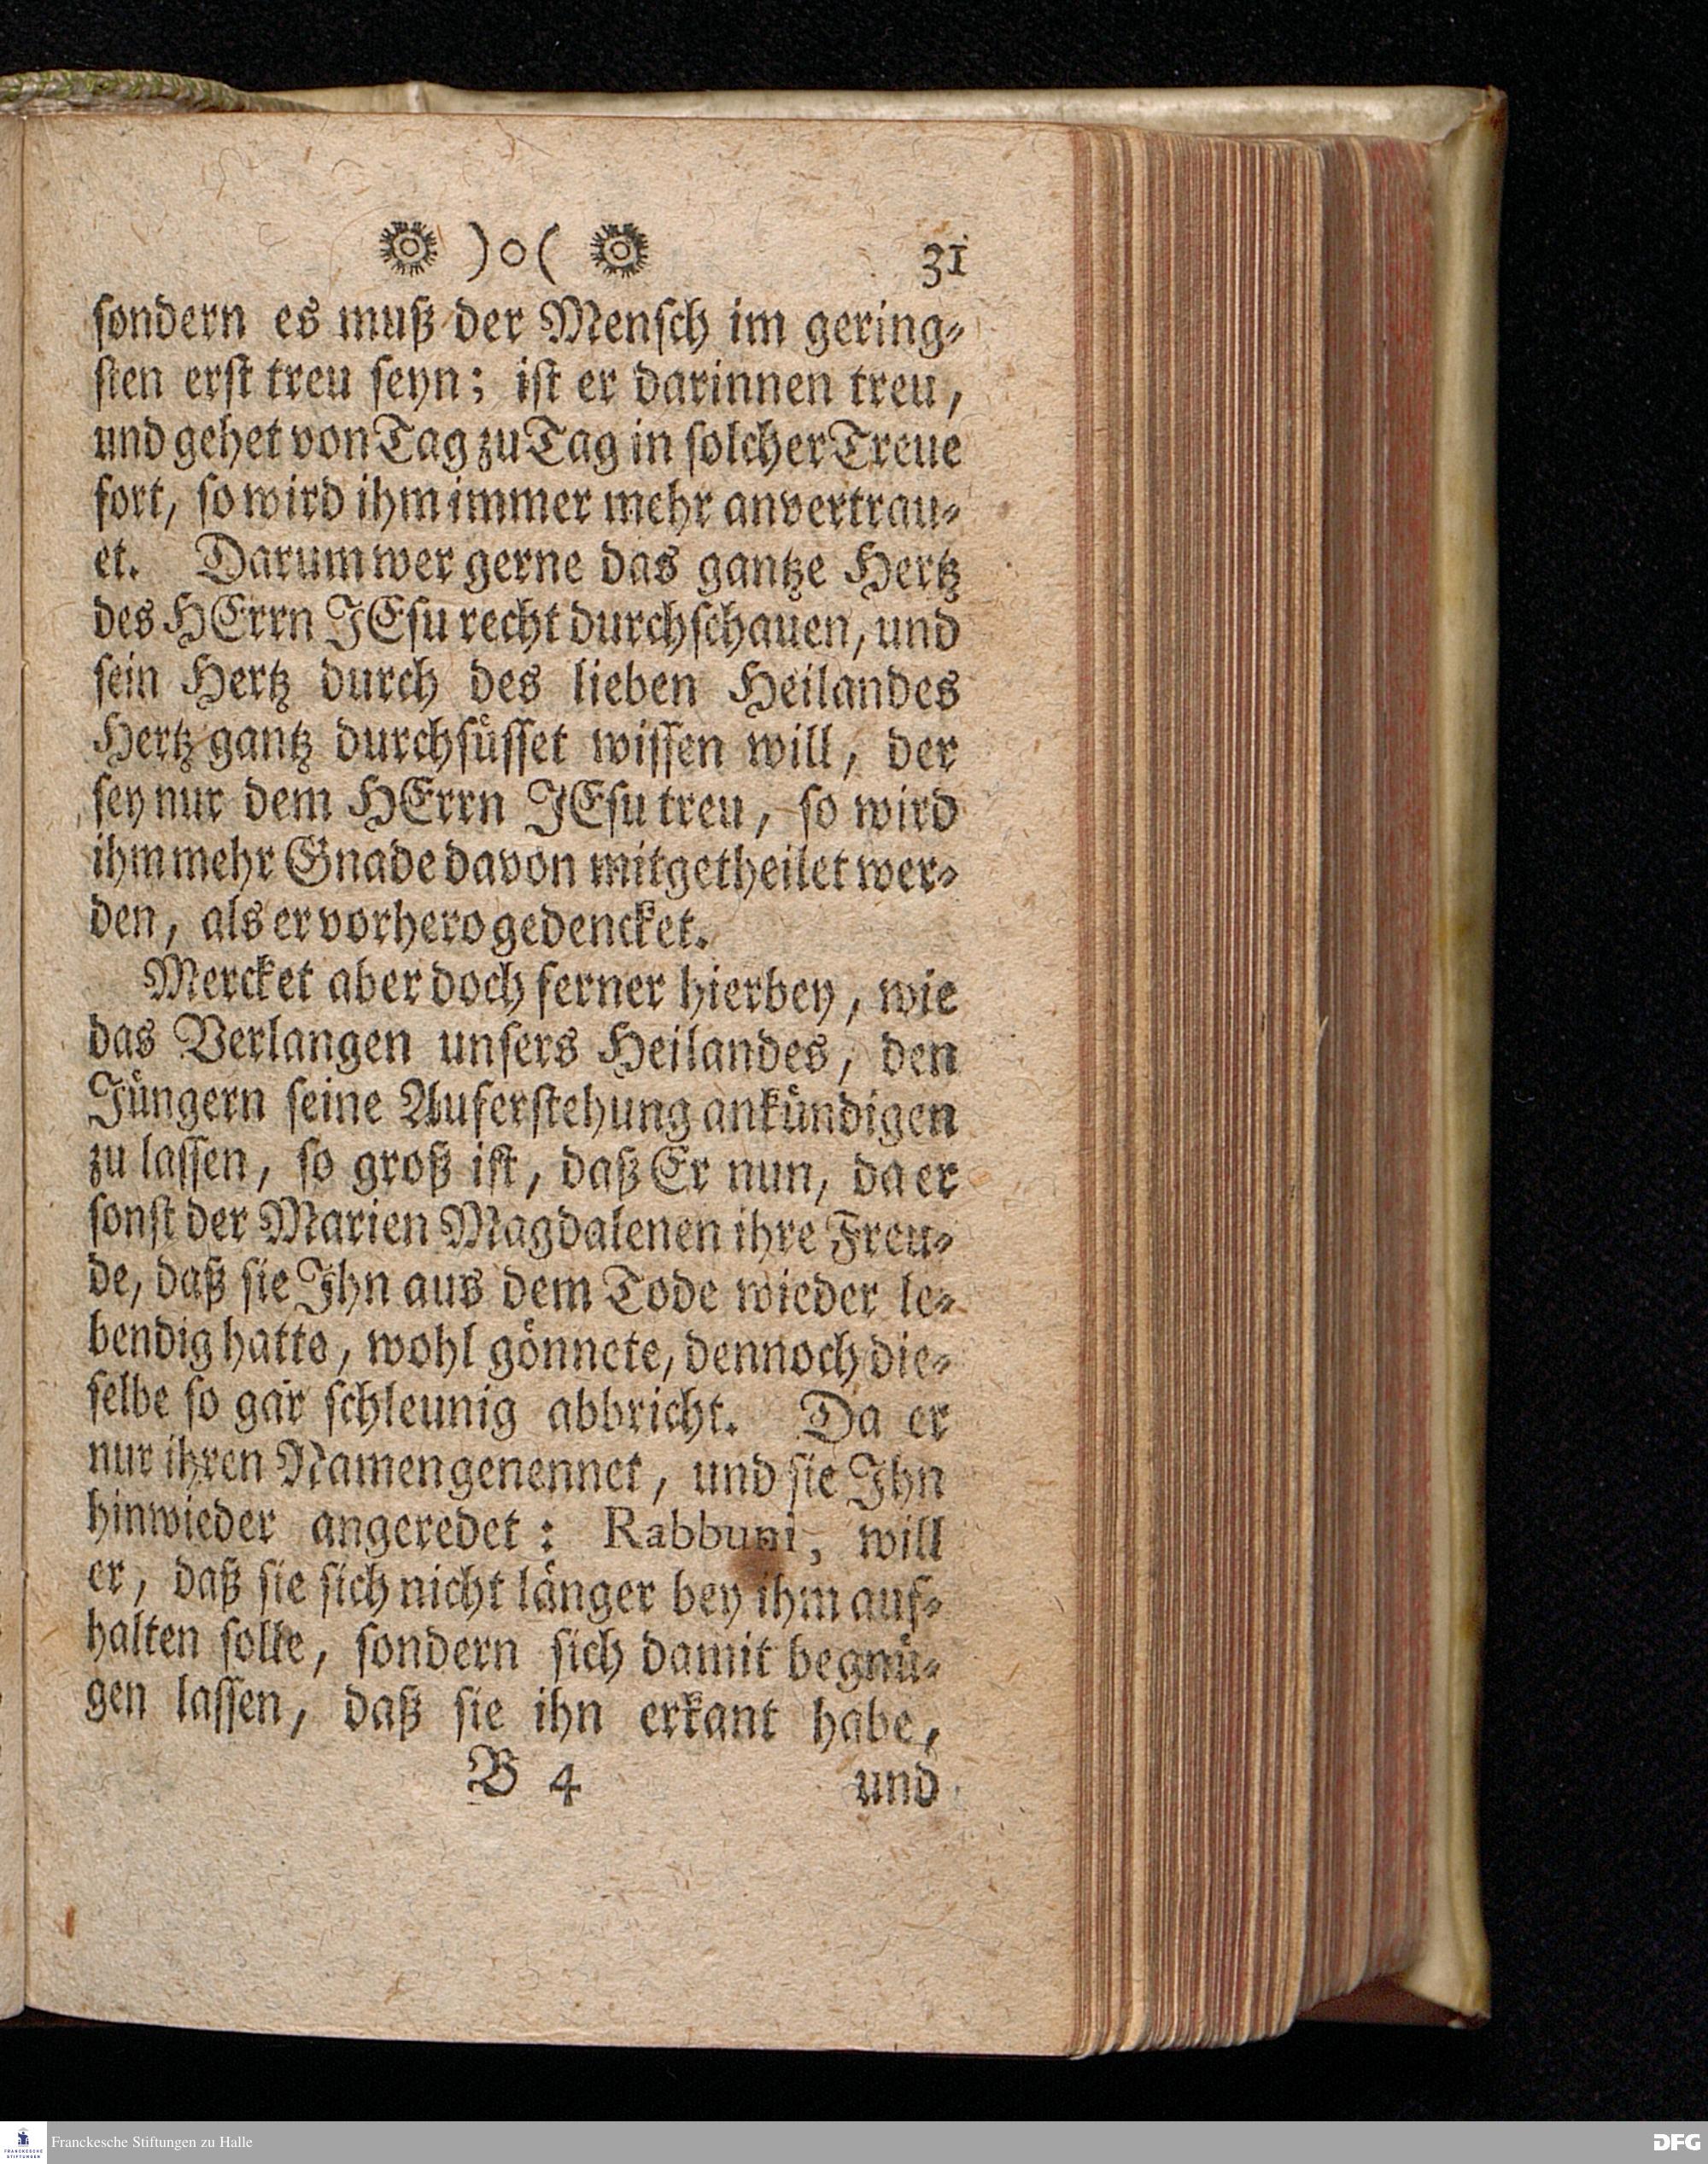 )o( 31
sondern es muß der Mensch im gering-
sten erst treu seyn; ist er darinnen treu,
und gehet von Tag zu Tag in solcher Treue
fort, so wird ihm immer mehr anvertrau-
et. Darum wer gerne das gantze Hertz
des HErrn JEsu recht durchschauen, und
sein Hertz durch des lieben Heilandes
Hertz gantz durchsüsset wissen will, der
sey nur dem HErrn JEsu treu, so wird
ihm mehr Gnade davon mitgetheilet wer-
den, als er vorhero gedencket.
Mercket aber doch ferner hierbey, wie
das Verlangen unsers Heilandes, den
Jüngern seine Auferstehung ankündigen
zu lassen, so groß ist, daß Er nun, da er
sonst der Marien Magdalenen ihre Freu-
de, daß sie Ihn aus dem Tode wieder le-
bendig hatte, wohl gönnete, dennoch die-
selbe so gar schleunig abbricht. Da er
nur ihren Namen genennet, und sie Ihn
hinwieder angeredet: Rabbuni, will
er, daß sie sich nicht länger bey ihm auf-
halten solle, sondern sich damit begnü-
gen lassen, daß sie ihn erkant habe,
B 4 und
Franckesche Stiftungen zu Halle
DFG